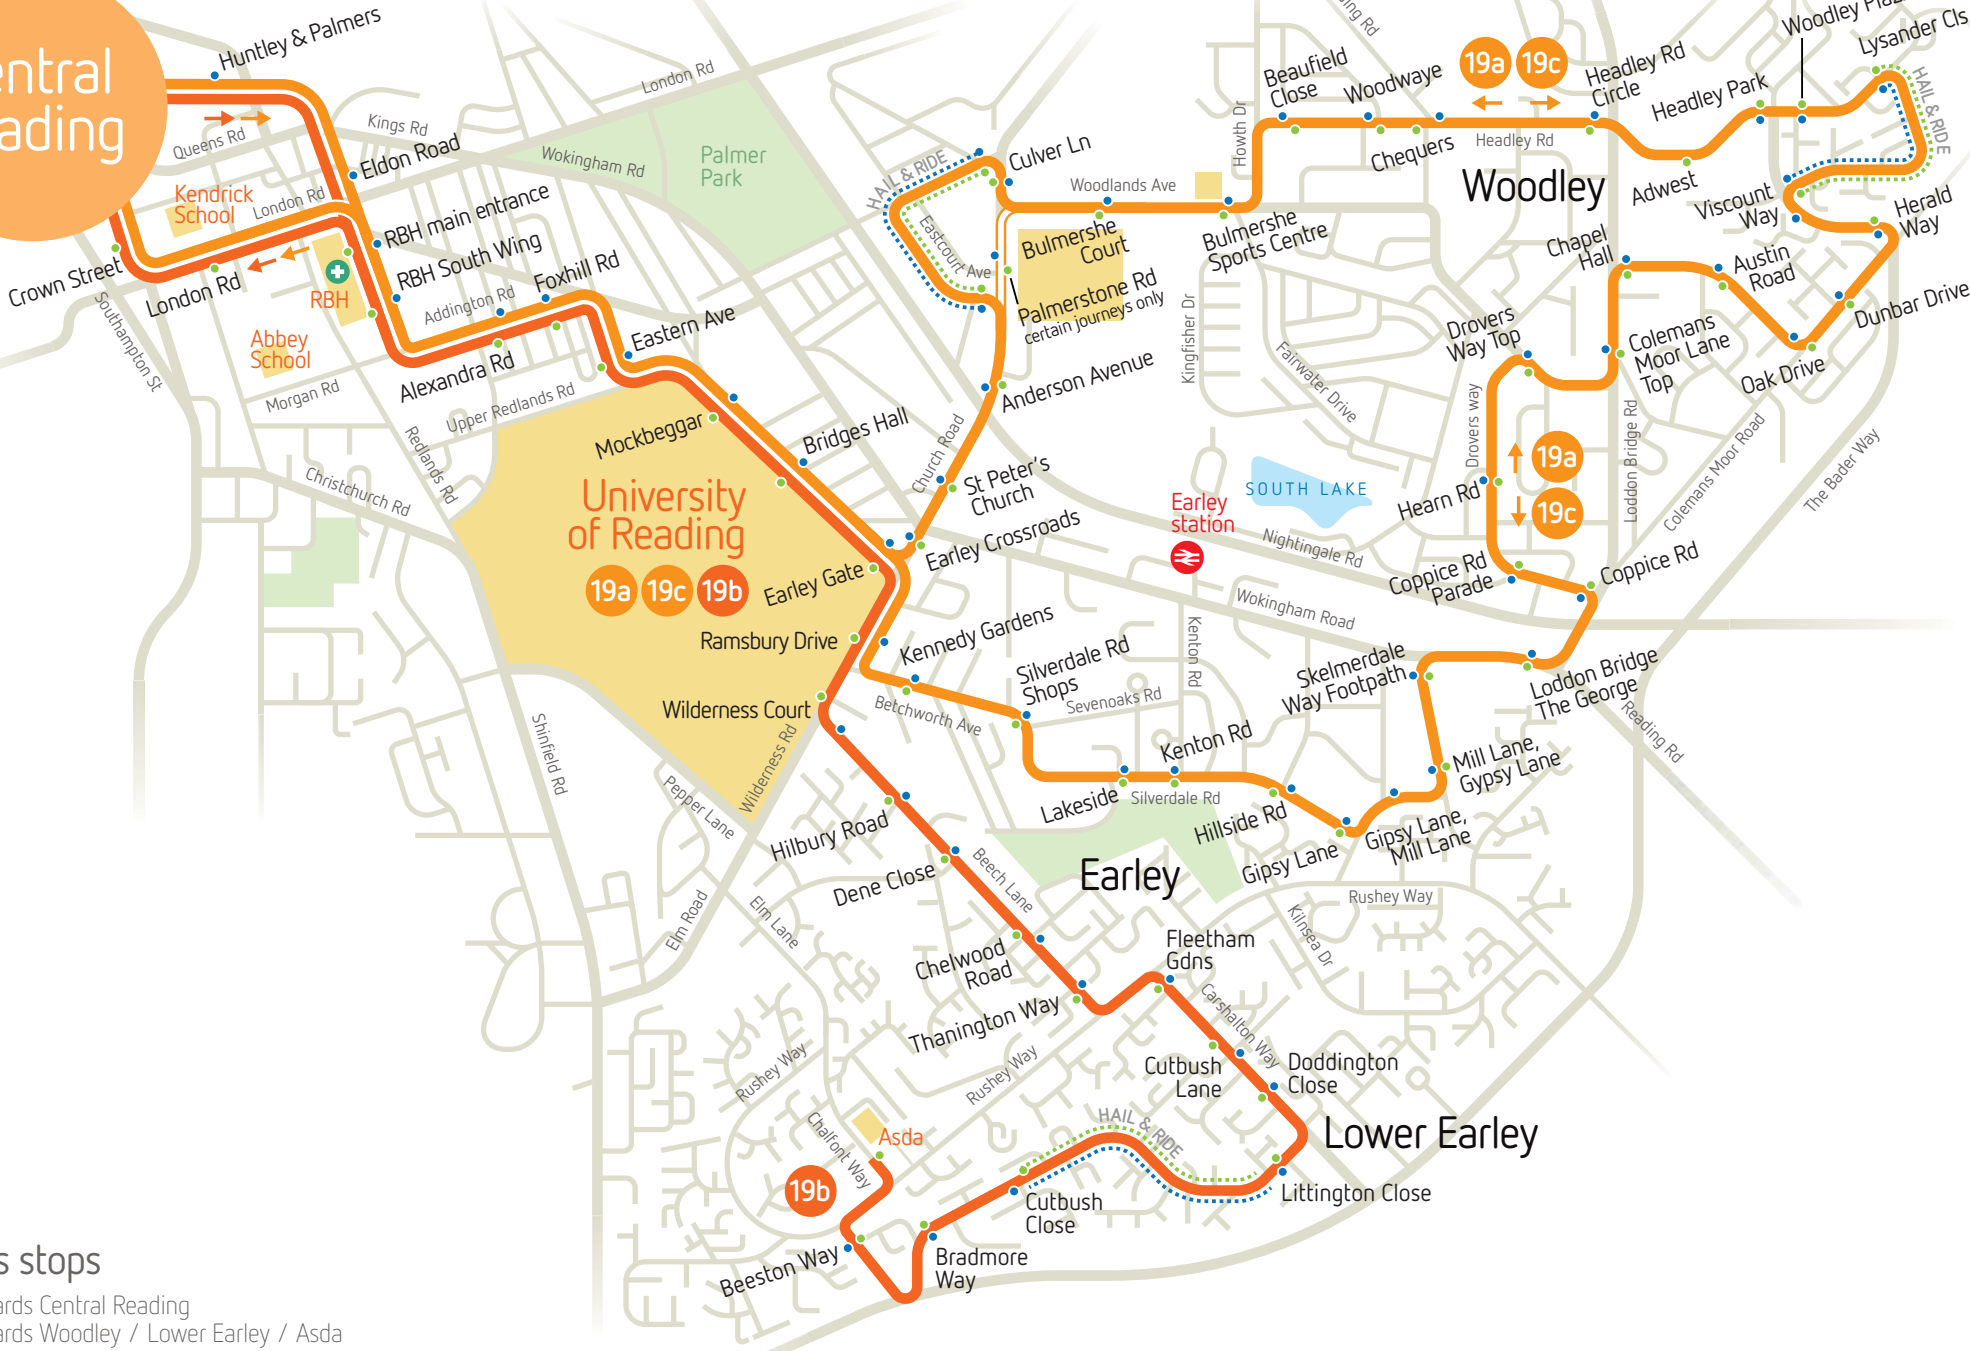 entral
ading
Huntley & Palmers
Queens Rd
Kings Rd
London Rd
Eldon Road
Wokingham Rd
Palmer
Park
Kendrick
School
London Rd
RBH main entrance
RBH South Wing
Crown Street
London Rd
RBH
Addington Rd
Foxhill Rd
Southampton St
Abbey
School
Morgan Rd
Alexandra Rd
Eastern Ave
Upper Redlands Rd
Redlands Rd
Christchurch Rd
Mockbeggar
Bridges Hall
University
of Reading
19a
19c
19b
Earley Gate
Ramsbury Drive
Wilderness Court
HAIL & RIDE
Culver Ln
Eastcourt Ave
Woodlands Ave
Bulmershe
Court
Palmerstone Rd
certain journeys only
Anderson Avenue
Church Road
St Peter's
Church
Earley Crossroads
Bulmershe
Sports Centre
Howth Dr
Beaufield
Close
Woodwaye
Chequers
19a
19c
Headley Rd
Headley Rd
Circle
Woodley
Adwest
Headley Park
Lysander Cls
HAIL & RIDE
Viscount
Way
Herald
Way
Chapel
Hall
Austin
Road
Dunbar Drive
Oak Drive
Colemans
Moor Lane
Top
Drovers
Way Top
Drovers way
Kingfisher Dr
Fairwater Drive
SOUTH LAKE
Earley
station
Nightingale Rd
Wokingham Road
Hearn Rd
19a
19c
Loddon Bridge Rd
Colemans Moor Road
The Bader Way
Coppice Rd
Parade
Coppice Rd
Loddon Bridge
The George
Reading Rd
Skelmerdale
Way Footpath
Mill Lane,
Gypsy Lane
Gipsy Lane,
Mill Lane
Gipsy Lane
Hillside Rd
Kenton Rd
Kenton Rd
Silverdale Rd
Lakeside
Sevenoaks Rd
Silverdale Rd
Shops
Kennedy Gardens
Betchworth Ave
Wilderness Rd
Pepper Lane
Shinfield Rd
Elm Road
Elm Lane
Hilbury Road
Dene Close
Beech Lane
Earley
Rushey Way
Kilnsea Dr
Chelwood
Road
Thanington Way
Fleetham
Gdns
Carshalton Way
Cutbush
Lane
Doddington
Close
Lower Earley
Littington Close
HAIL & RIDE
Rushey Way
Rushey Way
Chalfont Way
Asda
19b
Cutbush
Close
Bradmore
Way
Beeston Way
s stops
ards Central Reading
ards Woodley / Lower Earley / Asda